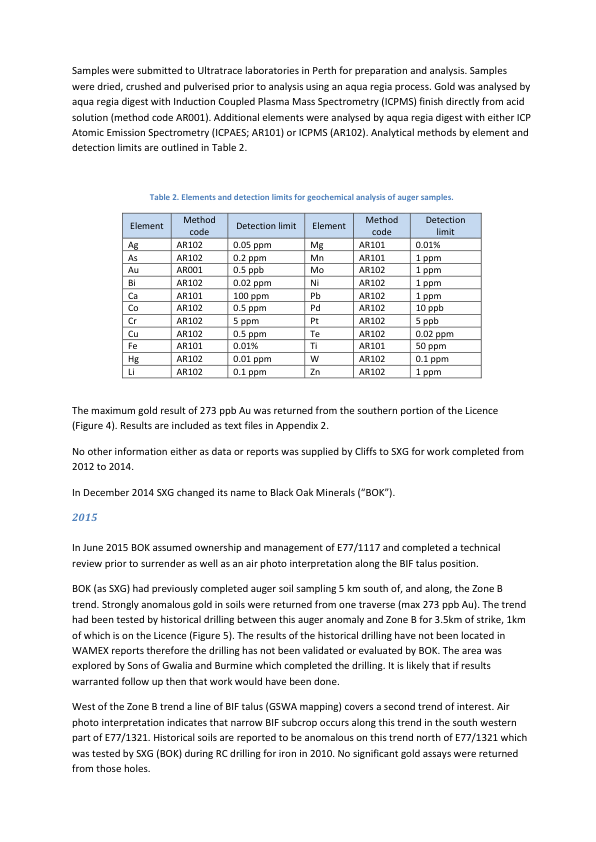 Samples were submitted to Ultratrace laboratories in Perth for preparation and analysis. Samples
were dried, crushed and pulverised prior to analysis using an aqua regia process. Gold was analysed by
aqua regia digest with Induction Coupled Plasma Mass Spectrometry (ICPMS) finish directly from acid
solution (method code AR001). Additional elements were analysed by aqua regia digest with either ICP
Atomic Emission Spectrometry (ICPAES; AR101) or ICPMS (AR102). Analytical methods by element and
detection limits are outlined in Table 2.
Table 2. Elements and detection limits for geochemical analysis of auger samples.
Element Method code Detection limit Element Method code Detection limit
Ag AR102 0.05 ppm Mg AR101 0.01%
As AR102 0.2 ppm Mn AR101 1 ppm
Au AR001 0.5 ppb Mo AR102 1 ppm
Bi AR102 0.02 ppm Ni AR102 1 ppm
Ca AR101 100 ppm Pb AR102 1 ppm
Co AR102 0.5 ppm Pd AR102 10 ppb
Cr AR102 5 ppm Pt AR102 5 ppb
Cu AR102 0.5 ppm Te AR102 0.02 ppm
Fe AR101 0.01% Ti AR101 50 ppm
Hg AR102 0.01 ppm W AR102 0.1 ppm
Li AR102 0.1 ppm Zn AR102 1 ppm
The maximum gold result of 273 ppb Au was returned from the southern portion of the Licence
(Figure 4). Results are included as text files in Appendix 2.
No other information either as data or reports was supplied by Cliffs to SXG for work completed from
2012 to 2014.
In December 2014 SXG changed its name to Black Oak Minerals (“BOK”).
2015
In June 2015 BOK assumed ownership and management of E77/1117 and completed a technical
review prior to surrender as well as an air photo interpretation along the BIF talus position.
BOK (as SXG) had previously completed auger soil sampling 5 km south of, and along, the Zone B
trend. Strongly anomalous gold in soils were returned from one traverse (max 273 ppb Au). The trend
had been tested by historical drilling between this auger anomaly and Zone B for 3.5km of strike, 1km
of which is on the Licence (Figure 5). The results of the historical drilling have not been located in
WAMEX reports therefore the drilling has not been validated or evaluated by BOK. The area was
explored by Sons of Gwalia and Burmine which completed the drilling. It is likely that if results
warranted follow up then that work would have been done.
West of the Zone B trend a line of BIF talus (GSWA mapping) covers a second trend of interest. Air
photo interpretation indicates that narrow BIF subcrop occurs along this trend in the south western
part of E77/1321. Historical soils are reported to be anomalous on this trend north of E77/1321 which
was tested by SXG (BOK) during RC drilling for iron in 2010. No significant gold assays were returned
from those holes.